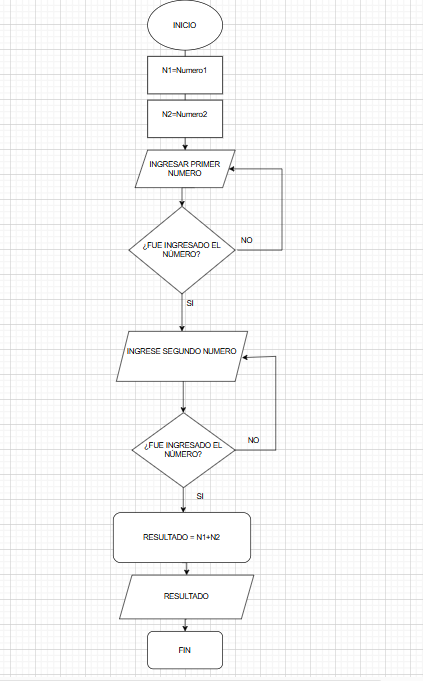 INICIO
N1=Numero1
N2=Numero2
INGRESAR PRIMER
NUMERO
¿FUE INGRESADO EL
NÚMERO?
NO
SI
INGRESE SEGUNDO NUMERO
¿FUE INGRESADO EL
NÚMERO?
NO
SI
RESULTADO = N1+N2
RESULTADO
FIN